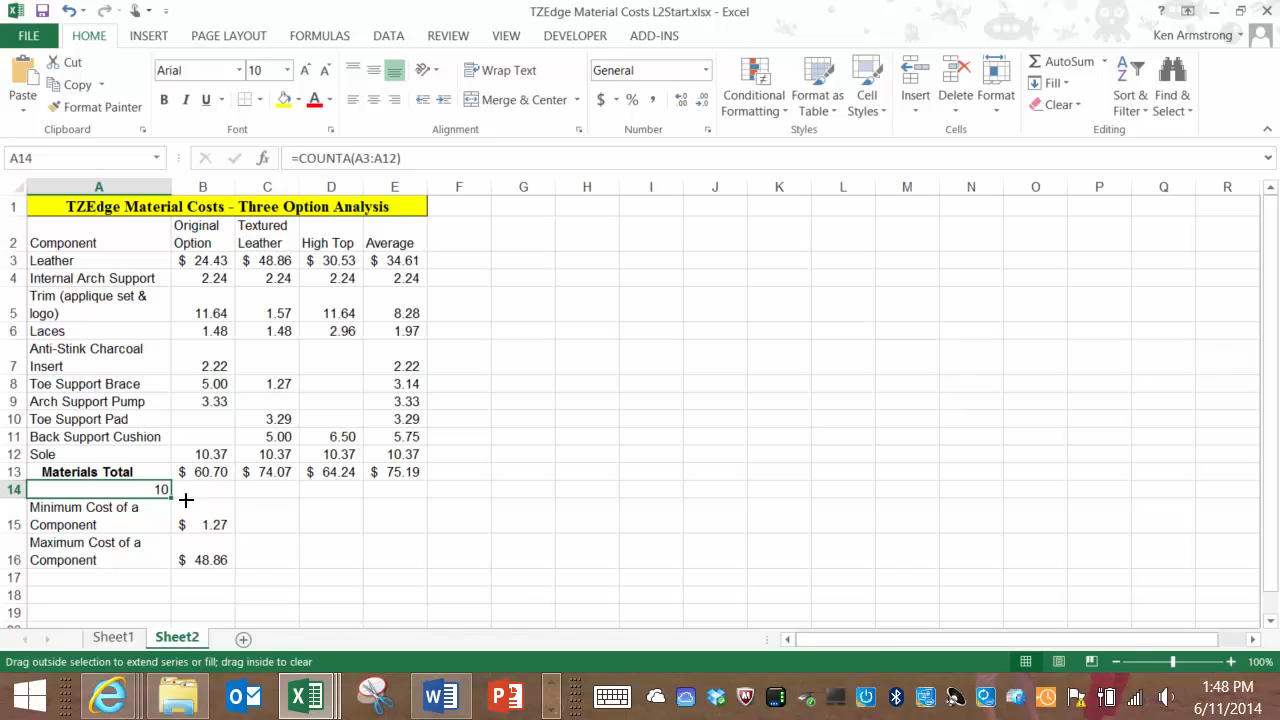 TZEdge Material Costs L2Start.xlsx - Excel
?
FILE HOME INSERT PAGE LAYOUT FORMULAS DATA REVIEW VIEW DEVELOPER ADD-INS Ken Armstrong
Paste
Cut
Copy
Format Painter
Clipboard
Arial 10
B I U
Font
Wrap Text
Merge & Center
Alignment
General
$ % ,
Number
Conditional Formatting
Format as Table
Cell Styles
Styles
Insert Delete Format
Cells
AutoSum
Fill
Clear
Sort & Filter
Find & Select
Editing
A14 fx =COUNTA(A3:A12)
A B C D E F G H I J K L M N O P Q R
1 TZEdge Material Costs - Three Option Analysis
Original Textured
2 Component Option Leather High Top Average
3 Leather $ 24.43 $ 48.86 $ 30.53 $ 34.61
4 Internal Arch Support 2.24 2.24 2.24 2.24
Trim (applique set &
5 logo) 11.64 1.57 11.64 8.28
6 Laces 1.48 1.48 2.96 1.97
Anti-Stink Charcoal
7 Insert 2.22 2.22
8 Toe Support Brace 5.00 1.27 3.14
9 Arch Support Pump 3.33 3.33
10 Toe Support Pad 3.29 3.29
11 Back Support Cushion 5.00 6.50 5.75
12 Sole 10.37 10.37 10.37 10.37
13 Materials Total $ 60.70 $ 74.07 $ 64.24 $ 75.19
14 10
Minimum Cost of a
15 Component $ 1.27
Maximum Cost of a
16 Component $ 48.86
17
18
19
Sheet1 Sheet2
Drag outside selection to extend series or fill; drag inside to clear 100%
1:48 PM
6/11/2014